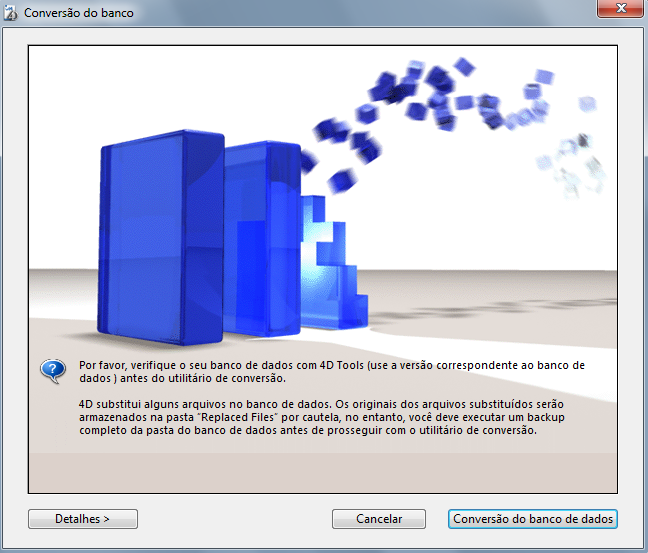 Conversão do banco
Por favor, verifique o seu banco de dados com 4D Tools (use a versão correspondente ao banco de
dados ) antes do utilitário de conversão.
4D substitui alguns arquivos no banco de dados. Os originais dos arquivos substituídos serão
armazenados na pasta "Replaced Files" por cautela, no entanto, você deve executar um backup
completo da pasta do banco de dados antes de prosseguir com o utilitário de conversão.
Detalhes >
Cancelar
Conversão do banco de dados